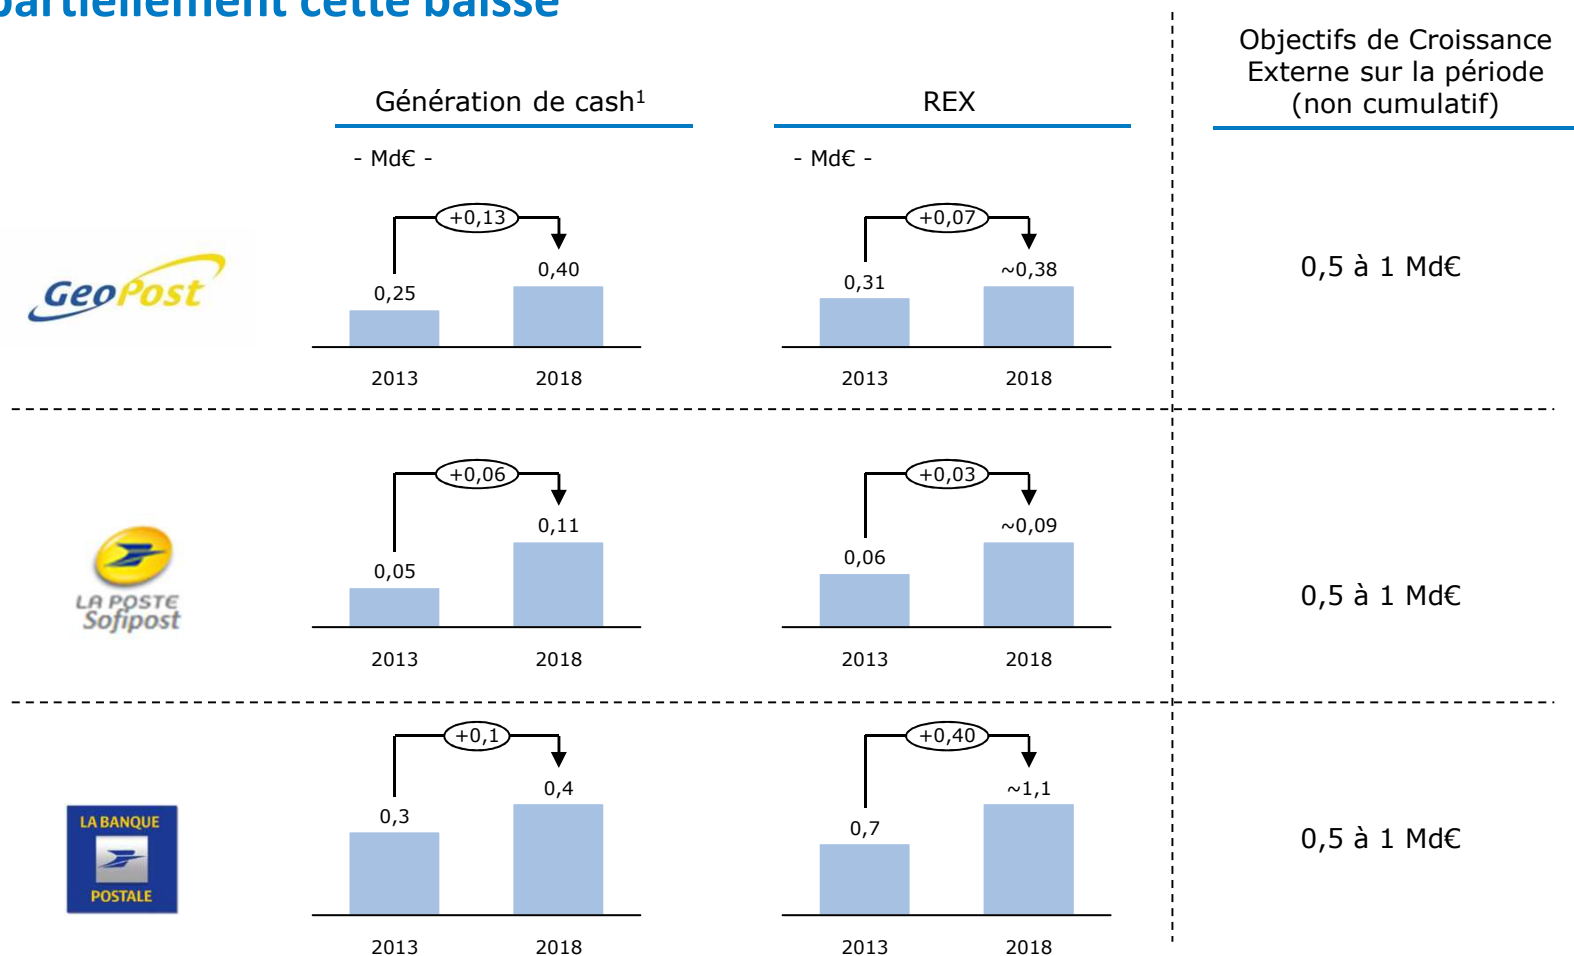 partiellement cette baisse
Objectifs de Croissance
Externe sur la période
(non cumulatif)
Génération de cash1
REX
- Md€ -
- Md€ -
GeoPost
+0,13
0,25
0,40
2013
2018
+0,07
0,31
~0,38
2013
2018
0,5 à 1 Md€
LA POSTE
Sofipost
+0,06
0,05
0,11
2013
2018
+0,03
0,06
~0,09
2013
2018
0,5 à 1 Md€
LA BANQUE
POSTALE
+0,1
0,3
0,4
2013
2018
+0,40
0,7
~1,1
2013
2018
0,5 à 1 Md€